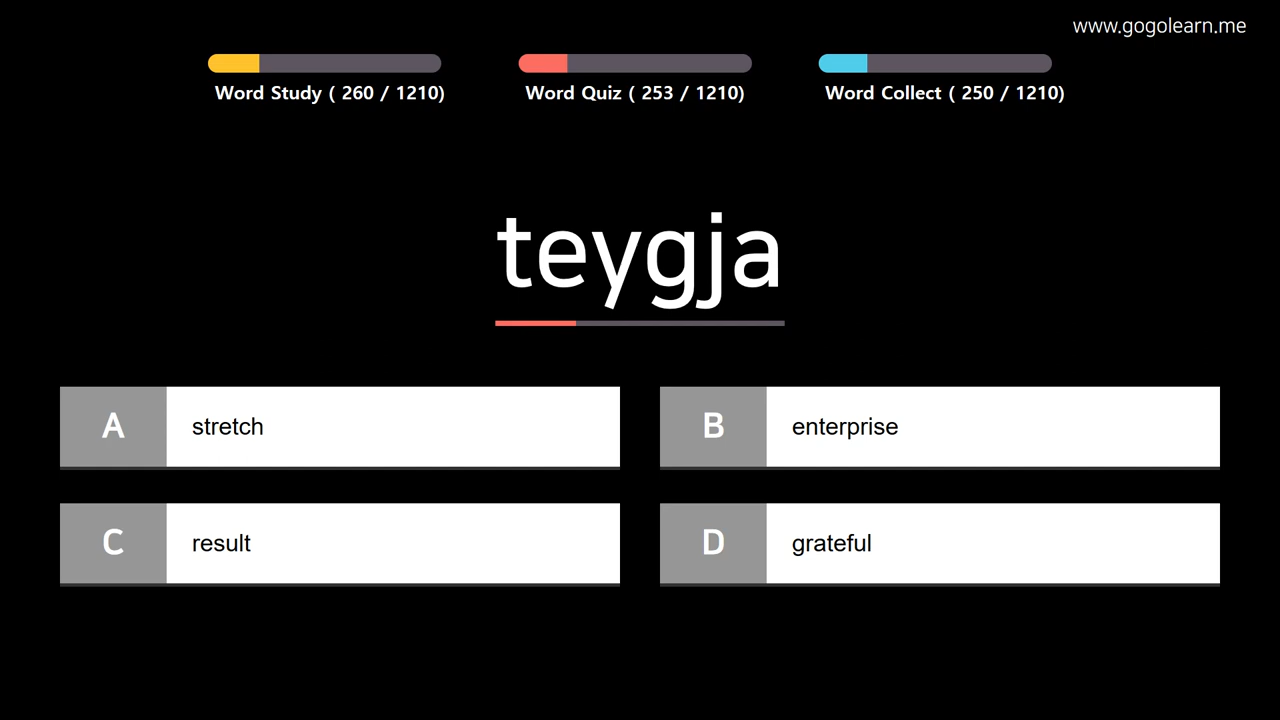 www.gogolearn.me
Word Study ( 260 / 1210)
Word Quiz ( 253 / 1210)
Word Collect ( 250 / 1210)
teygja
A stretch
B enterprise
C result
D grateful